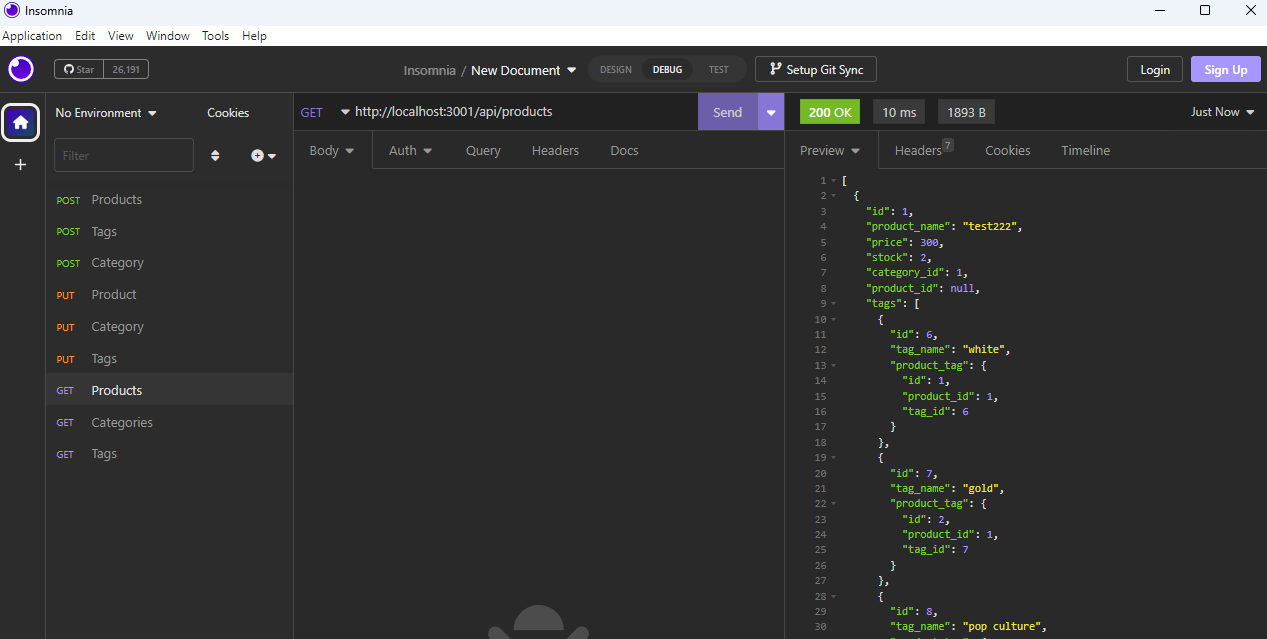 Insomnia
Application Edit View Window Tools Help
Star 26,191
Insomnia / New Document
DESIGN DEBUG TEST
Setup Git Sync
Login Sign Up
No Environment Cookies
Filter
POST Products
POST Tags
POST Category
PUT Product
PUT Category
PUT Tags
GET Products
GET Categories
GET Tags
GET http://localhost:3001/api/products Send
Body Auth Query Headers Docs
200 OK 10 ms 1893 B Just Now
Preview Headers 7 Cookies Timeline
1 [
2 {
3 "id": 1,
4 "product_name": "test222",
5 "price": 300,
6 "stock": 2,
7 "category_id": 1,
8 "product_id": null,
9 "tags": [
10 {
11 "id": 6,
12 "tag_name": "white",
13 "product_tag": {
14 "id": 1,
15 "product_id": 1,
16 "tag_id": 6
17 }
18 },
19 {
20 "id": 7,
21 "tag_name": "gold",
22 "product_tag": {
23 "id": 2,
24 "product_id": 1,
25 "tag_id": 7
26 }
27 },
28 {
29 "id": 8,
30 "tag_name": "pop culture",